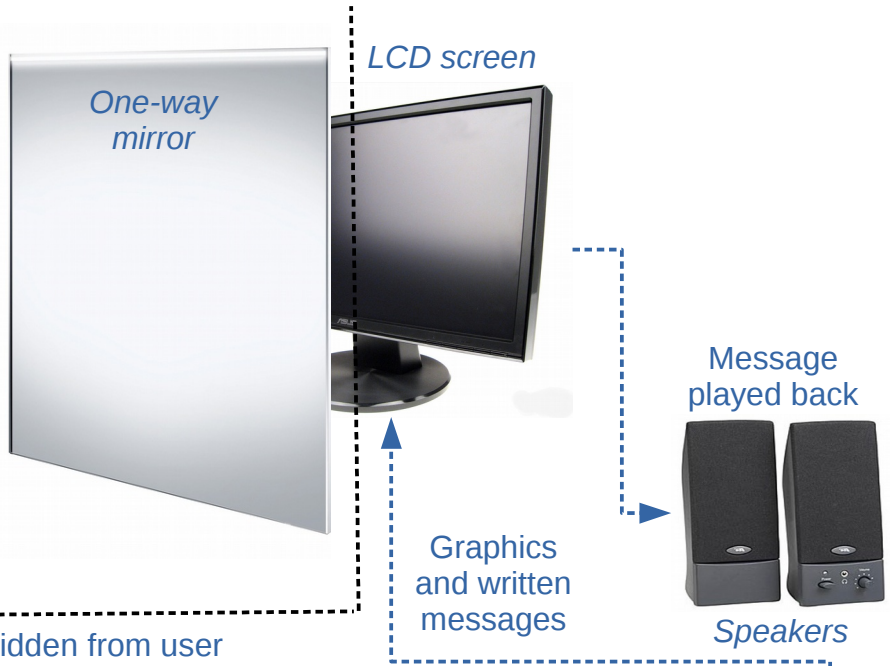 LCD screen
One-way
mirror
Message
played back
Graphics
and written
messages
Speakers
idden from user